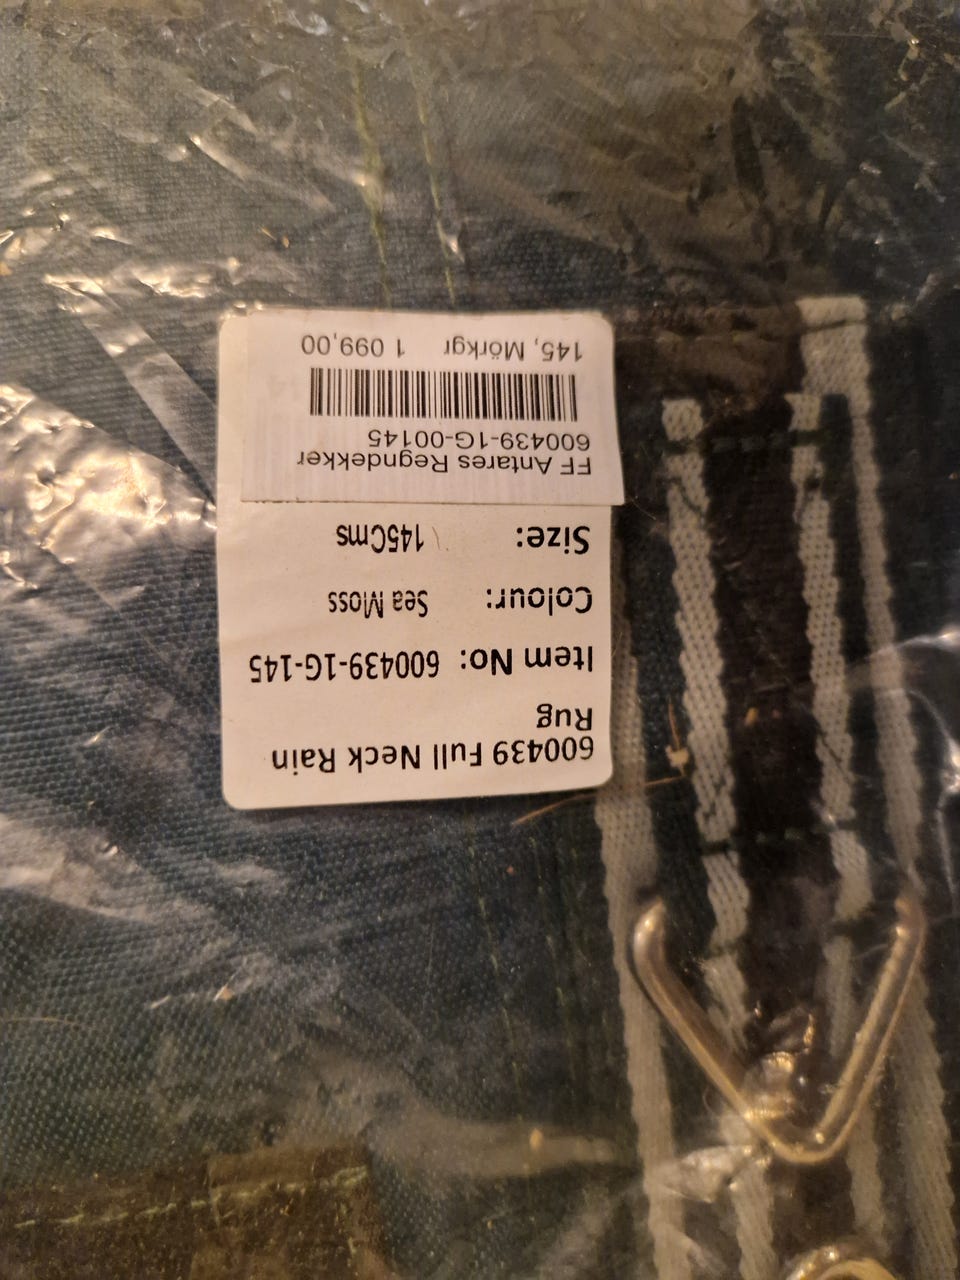 600439 Full Neck Rain
Rug
Item No: 600439-1G-145
Colour: Sea Moss
Size: 145Cms
FF Antares Regndekker
600439-1G-00145
145, Mörkgr 1 099,00